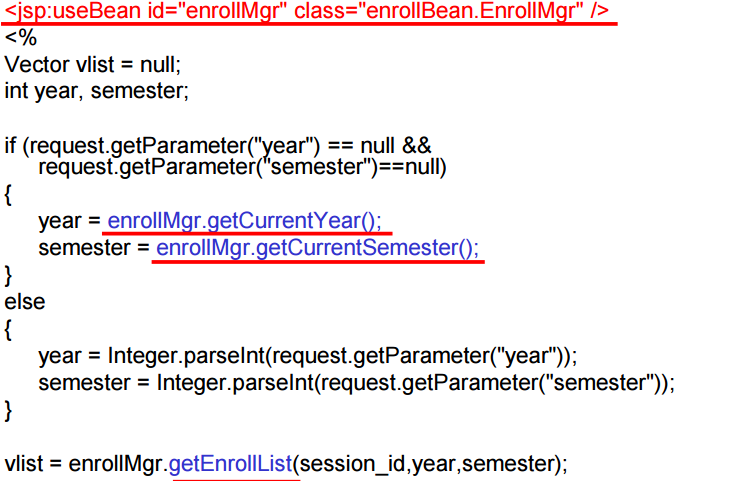 <jsp:useBean id="enrollMgr" class="enrollBean.EnrollMgr" />
<%
Vector vlist = null;
int year, semester;
if (request.getParameter("year") == null &&
request.getParameter("semester")==null)
{
year = enrollMgr.getCurrentYear();
semester = enrollMgr.getCurrentSemester();
}
else
{
year = Integer.parseInt(request.getParameter("year"));
semester = Integer.parseInt(request.getParameter("semester"));
}
vlist = enrollMgr.getEnrollList(session_id,year,semester);